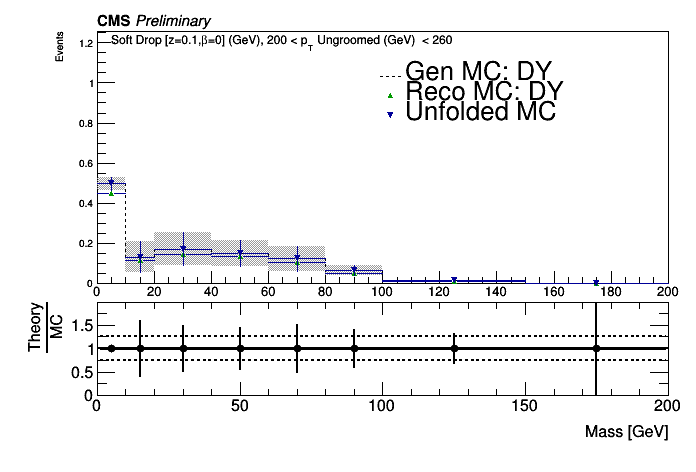 CMS Preliminary
Events
Soft Drop [z=0.1,β=0] (GeV), 200 < pT Ungroomed (GeV) < 260
Gen MC: DY
Reco MC: DY
Unfolded MC
1.2
1
0.8
0.6
0.4
0.2
0
0 20 40 60 80 100 120 140 160 180 200
Theory
MC
1.5
1
0.5
0
0 50 100 150 200
Mass [GeV]